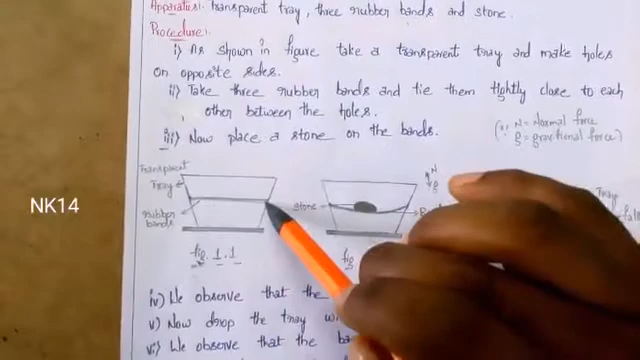 Apparatus: Transparent tray, three rubber bands and stone.
Procedure:
i) As shown in figure take a transparent tray and make holes
on opposite sides.
ii) Take three rubber bands and tie them tightly close to each
other between the holes.
iii) Now place a stone on the bands.
(∵ N = Normal force
g = gravitional force)
Transparent
Tray
rubber
bands
stone
N
g
Tray
NK14
fig. 1.1
fig
iv) We observe that the
v) Now drop the tray
vi) We observe that the